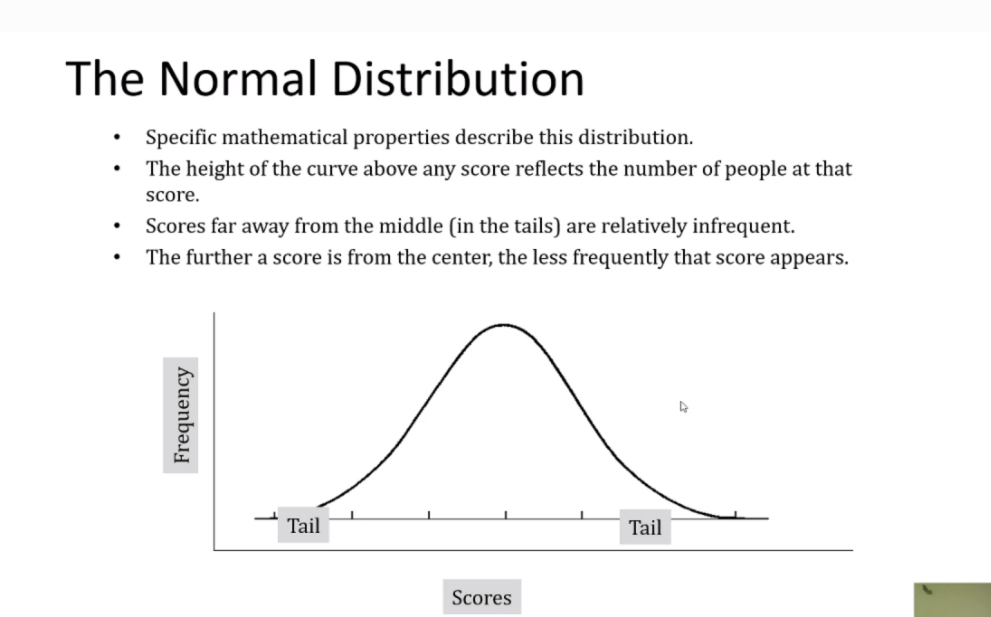 The Normal Distribution
• Specific mathematical properties describe this distribution.
• The height of the curve above any score reflects the number of people at that
score.
• Scores far away from the middle (in the tails) are relatively infrequent.
• The further a score is from the center, the less frequently that score appears.
Frequency
Tail
Tail
Scores